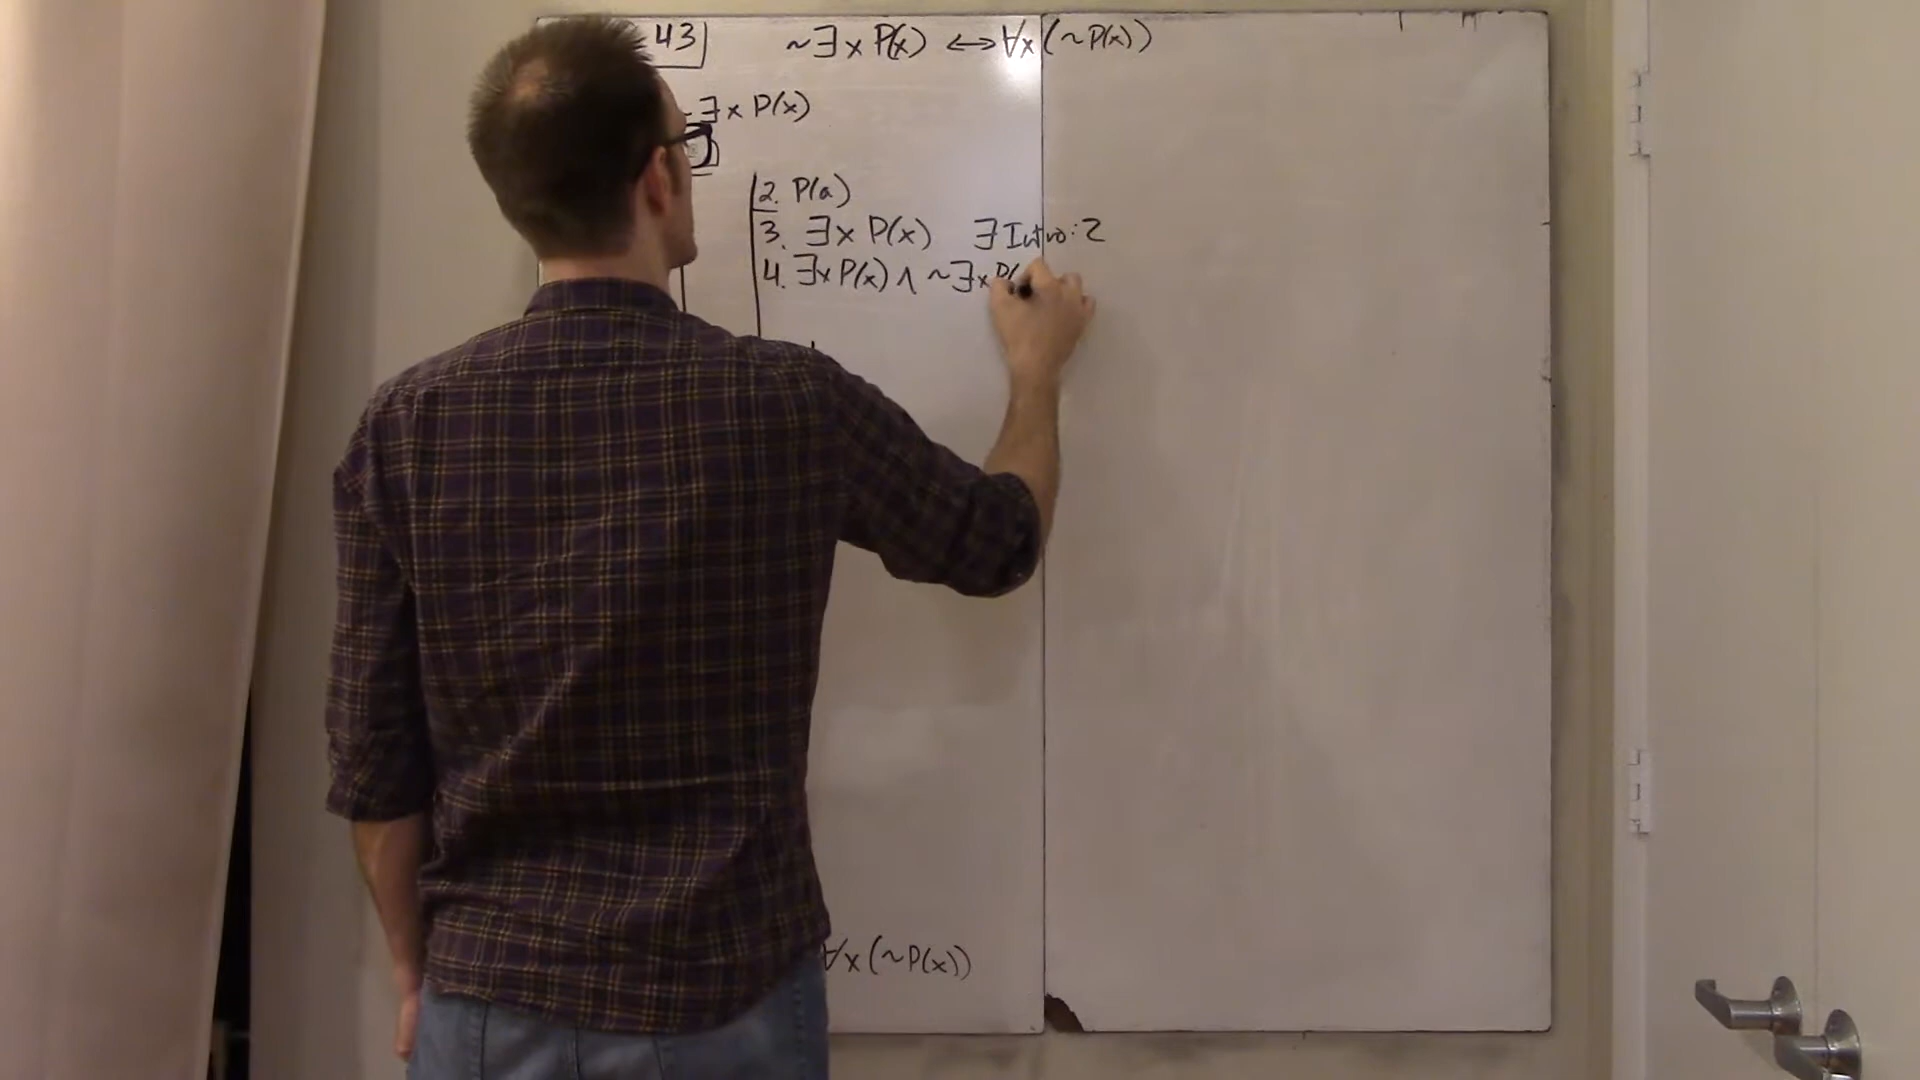 43 ~∃x P(x) ↔ ∀x (~P(x))
~∃x P(x)
2. P(a)
3. ∃x P(x) ∃ Intro: 2
4. ∃x P(x) ∧ ~∃x P(
∀x (~P(x))